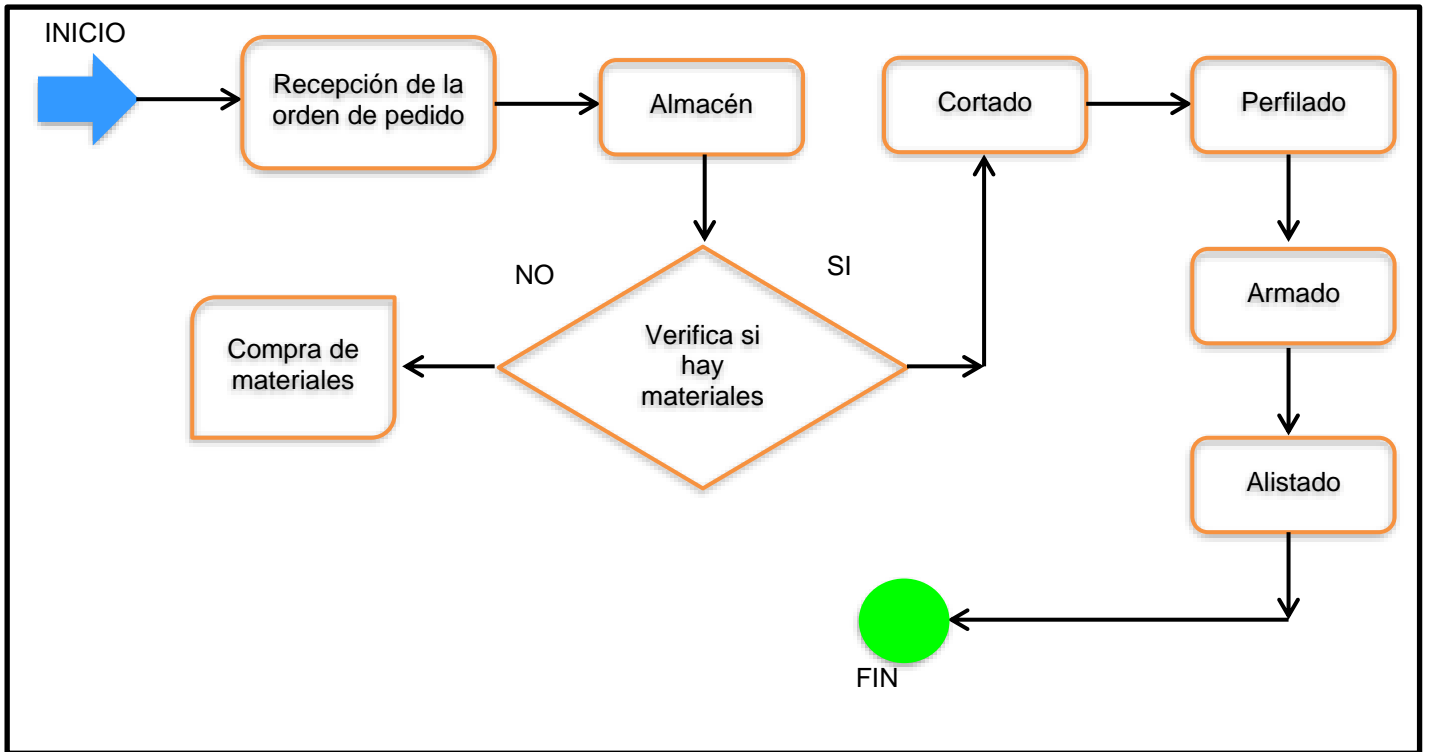 INICIO
Recepción de la
orden de pedido
Almacén
Cortado
Perfilado
NO
SI
Verifica si
hay
materiales
Compra de
materiales
Armado
Alistado
FIN